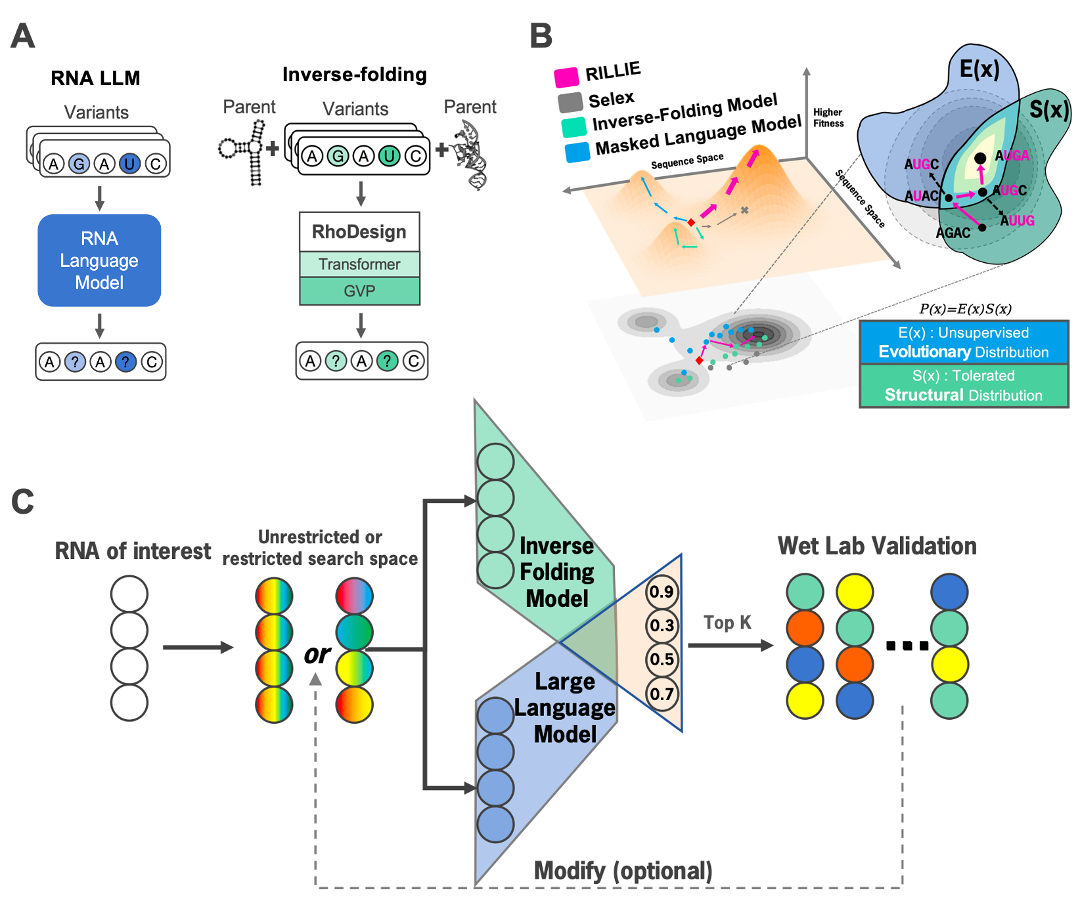 A
RNA LLM
Variants
A G A U C
RNA
Language
Model
A ? A ? C
Inverse-folding
Parent
Variants
Parent
+
A G A U C
+
RhoDesign
Transformer
GVP
A ? A ? C
B
RILLIE
Selex
Inverse-Folding Model
Masked Language Model
Higher
Fitness
Sequence Space
Sequence Space
E(x)
S(x)
AUGC
AUGA
AUAC
AUGC
AUUG
AGAC
P(x)=E(x)S(x)
E(x) : Unsupervised
Evolutionary Distribution
S(x) : Tolerated
Structural Distribution
C
RNA of interest
Unrestricted or
restricted search space
or
Inverse
Folding
Model
Large
Language
Model
0.9
0.3
0.5
0.7
Top K
Wet Lab Validation
Modify (optional)